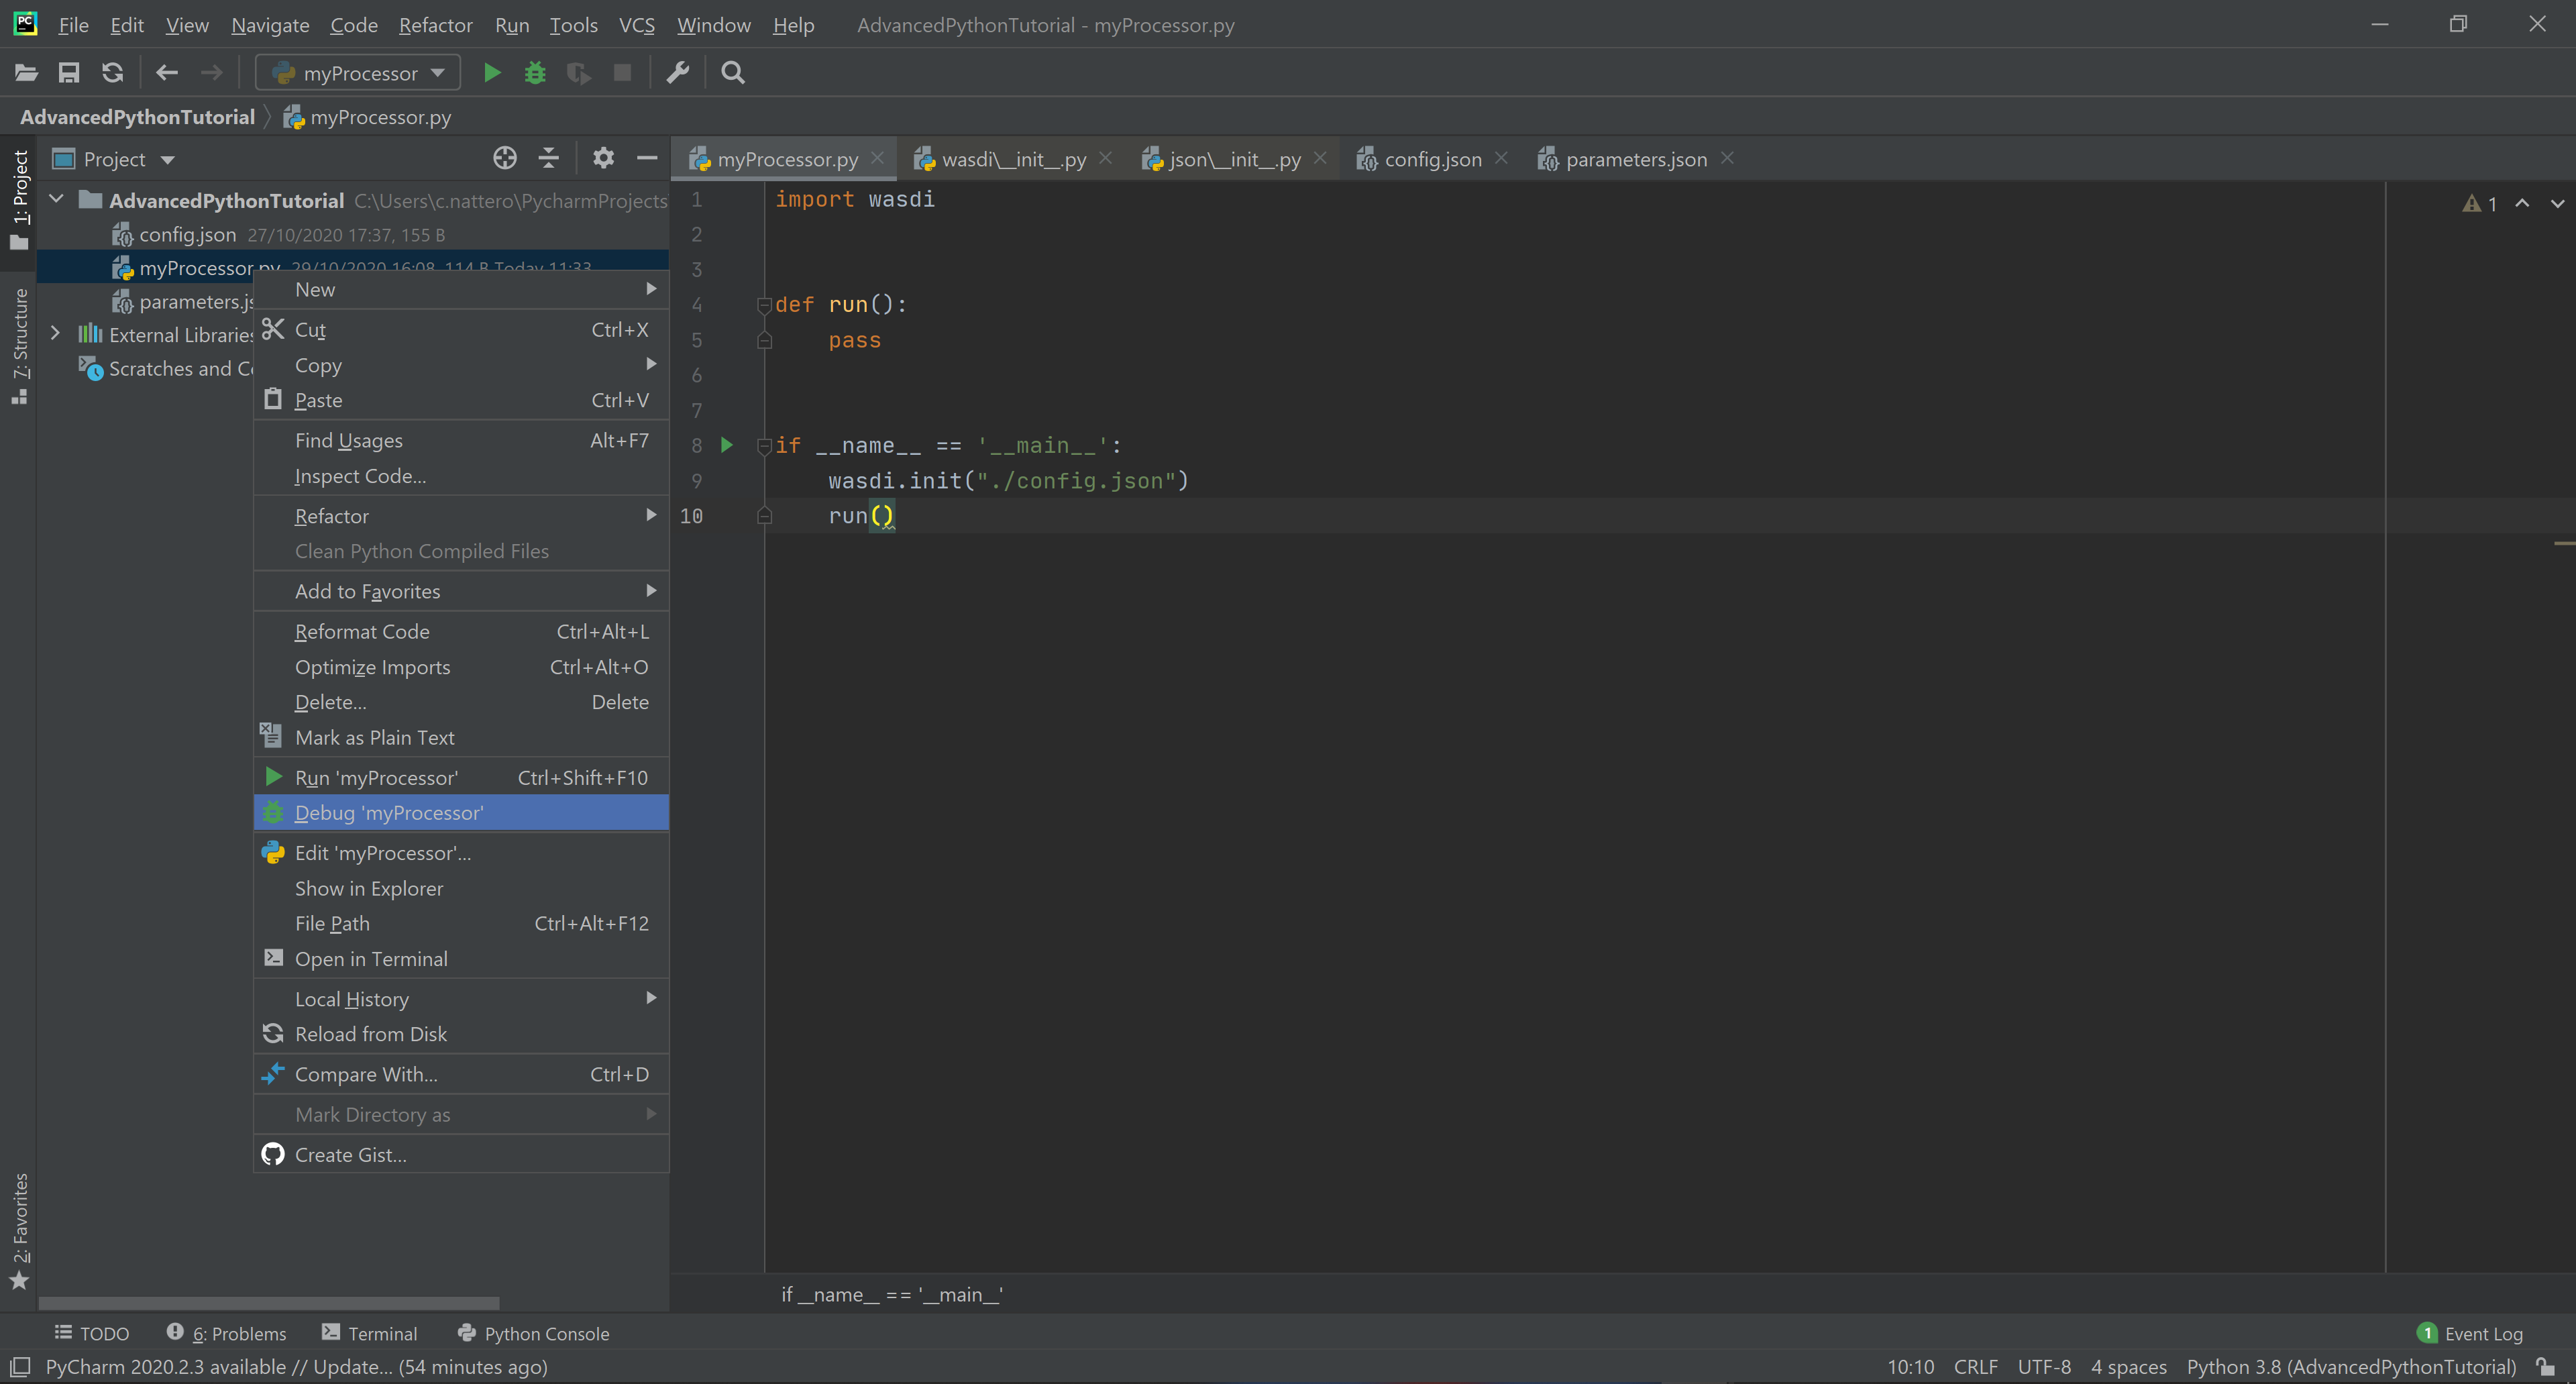 PC File Edit View Navigate Code Refactor Run Tools VCS Window Help AdvancedPythonTutorial - myProcessor.py
myProcessor
AdvancedPythonTutorial myProcessor.py
1: Project
7: Structure
2: Favorites
Project
AdvancedPythonTutorial C:\Users\c.nattero\PycharmProjects
config.json 27/10/2020 17:37, 155 B
myProcessor.py 29/10/2020 16:08, 114 B Today 11:33
parameters.js
External Libraries
Scratches and Co
New
Cut Ctrl+X
Copy
Paste Ctrl+V
Find Usages Alt+F7
Inspect Code...
Refactor
Clean Python Compiled Files
Add to Favorites
Reformat Code Ctrl+Alt+L
Optimize Imports Ctrl+Alt+O
Delete... Delete
Mark as Plain Text
Run 'myProcessor' Ctrl+Shift+F10
Debug 'myProcessor'
Edit 'myProcessor'...
Show in Explorer
File Path Ctrl+Alt+F12
Open in Terminal
Local History
Reload from Disk
Compare With... Ctrl+D
Mark Directory as
Create Gist...
myProcessor.py wasdi\__init__.py json\__init__.py config.json parameters.json
1 import wasdi
2
3
4 def run():
5 pass
6
7
8 if __name__ == '__main__':
9 wasdi.init("./config.json")
10 run()
1
if __name__ == '__main__'
TODO 6: Problems Terminal Python Console 1 Event Log
PyCharm 2020.2.3 available // Update... (54 minutes ago) 10:10 CRLF UTF-8 4 spaces Python 3.8 (AdvancedPythonTutorial)